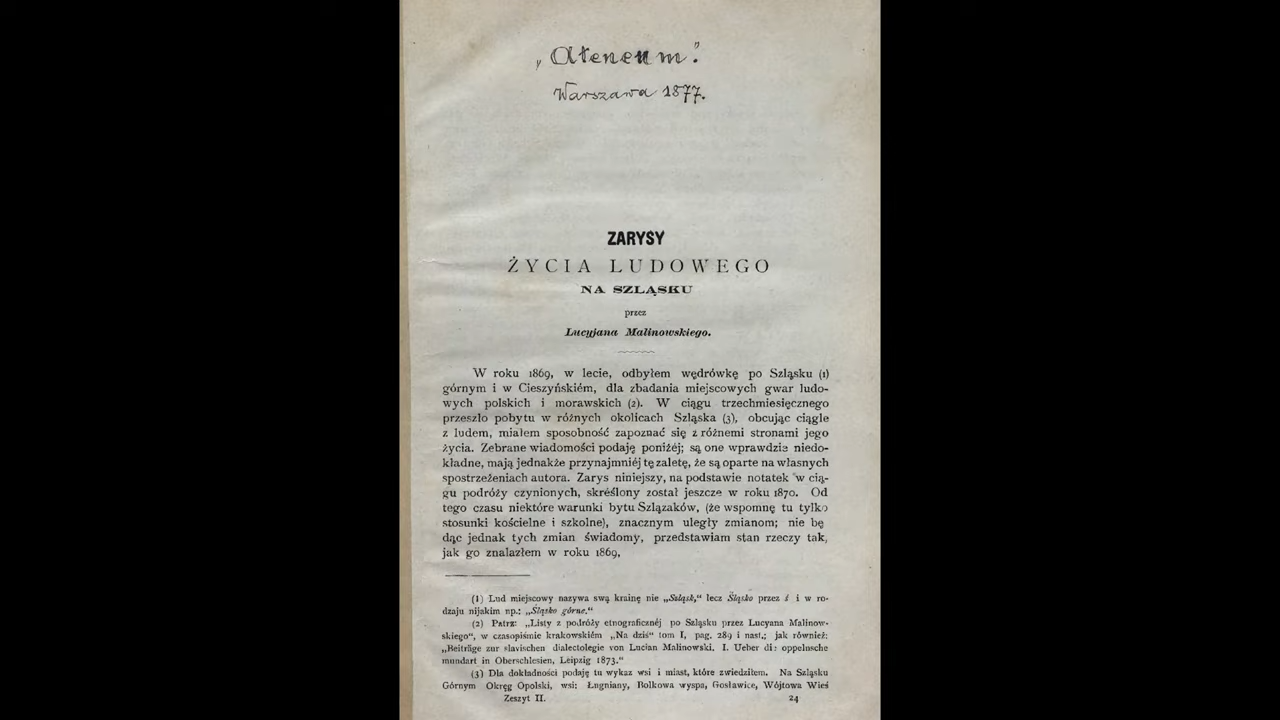 „Ateneum."
Warszawa 1877.
ZARYSY
ŻYCIA LUDOWEGO
NA SZLĄSKU
przez
Lucyjana Malinowskiego.
W roku 1869, w lecie, odbyłem wędrówkę po Szląsku (1)
górnym i w Cieszyńskiém, dla zbadania miejscowych gwar ludo-
wych polskich i morawskich (2). W ciągu trzechmiesięcznego
przeszło pobytu w różnych okolicach Szląska (3), obcując ciągle
z ludem, miałem sposobność zapoznać się z różnemi stronami jego
życia. Zebrane wiadomości podaję poniżéj; są one wprawdzie niedo-
kładne, mają jednakże przynajmniéj tę zaletę, że są oparte na własnych
spostrzeżeniach autora. Zarys niniejszy, na podstawie notatek w cią-
gu podróży czynionych, skréślony został jeszcze w roku 1870. Od
tego czasu niektóre warunki bytu Szlązaków, (że wspomnę tu tylko
stosunki kościelne i szkolne), znacznym uległy zmianom; nie bę
dąc jednak tych zmian świadomy, przedstawiam stan rzeczy tak,
jak go znalazłem w roku 1869,
(1) Lud miejscowy nazywa swą krainę nie „Szląsk," lecz Śląsko przez ś i w ro-
dzaju nijakim np.: „Śląsko górne."
(2) Patrz: „Listy z podróży etnograficznéj po Szląsku przez Lucyana Malinow-
skiego", w czasopiśmie krakowskiém „Na dziś" tom I, pag. 289 i nast.; jak również:
„Beiträge zur slavischen dialectologie von Lucian Malinowski. I. Ueber die oppelnsche
mundart in Oberschlesien, Leipzig 1873."
(3) Dla dokładności podaję tu wykaz wsi i miast, które zwiedziłem. Na Szląsku
Górnym Okręg Opolski, wsi: Ługniany, Bolkowa wyspa, Gosławice, Wójtowa Wieś
Zeszyt II. 24